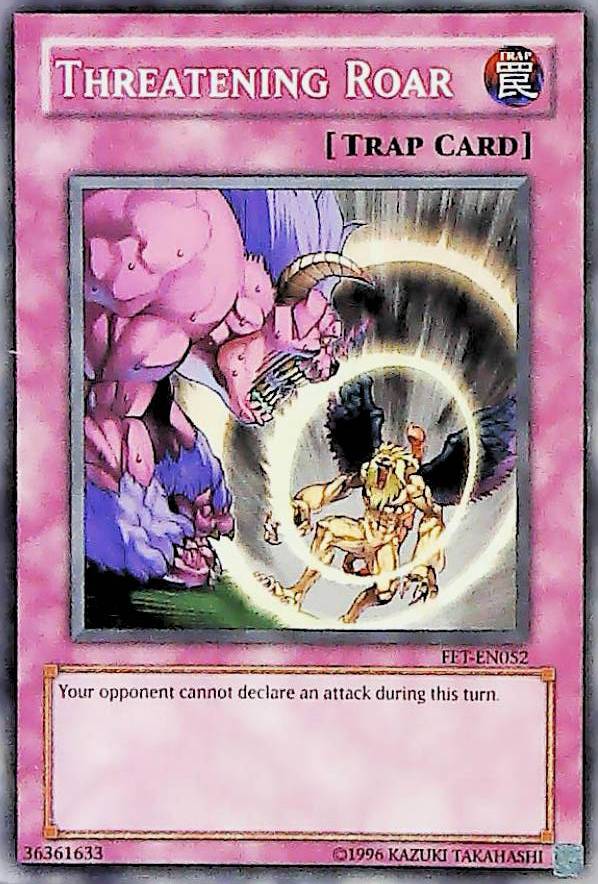 THREATENING ROAR
TRAP
罠
[TRAP CARD]
FET-EN052
Your opponent cannot declare an attack during this turn.
36361633
©1996 KAZUKI TAKAHASHI